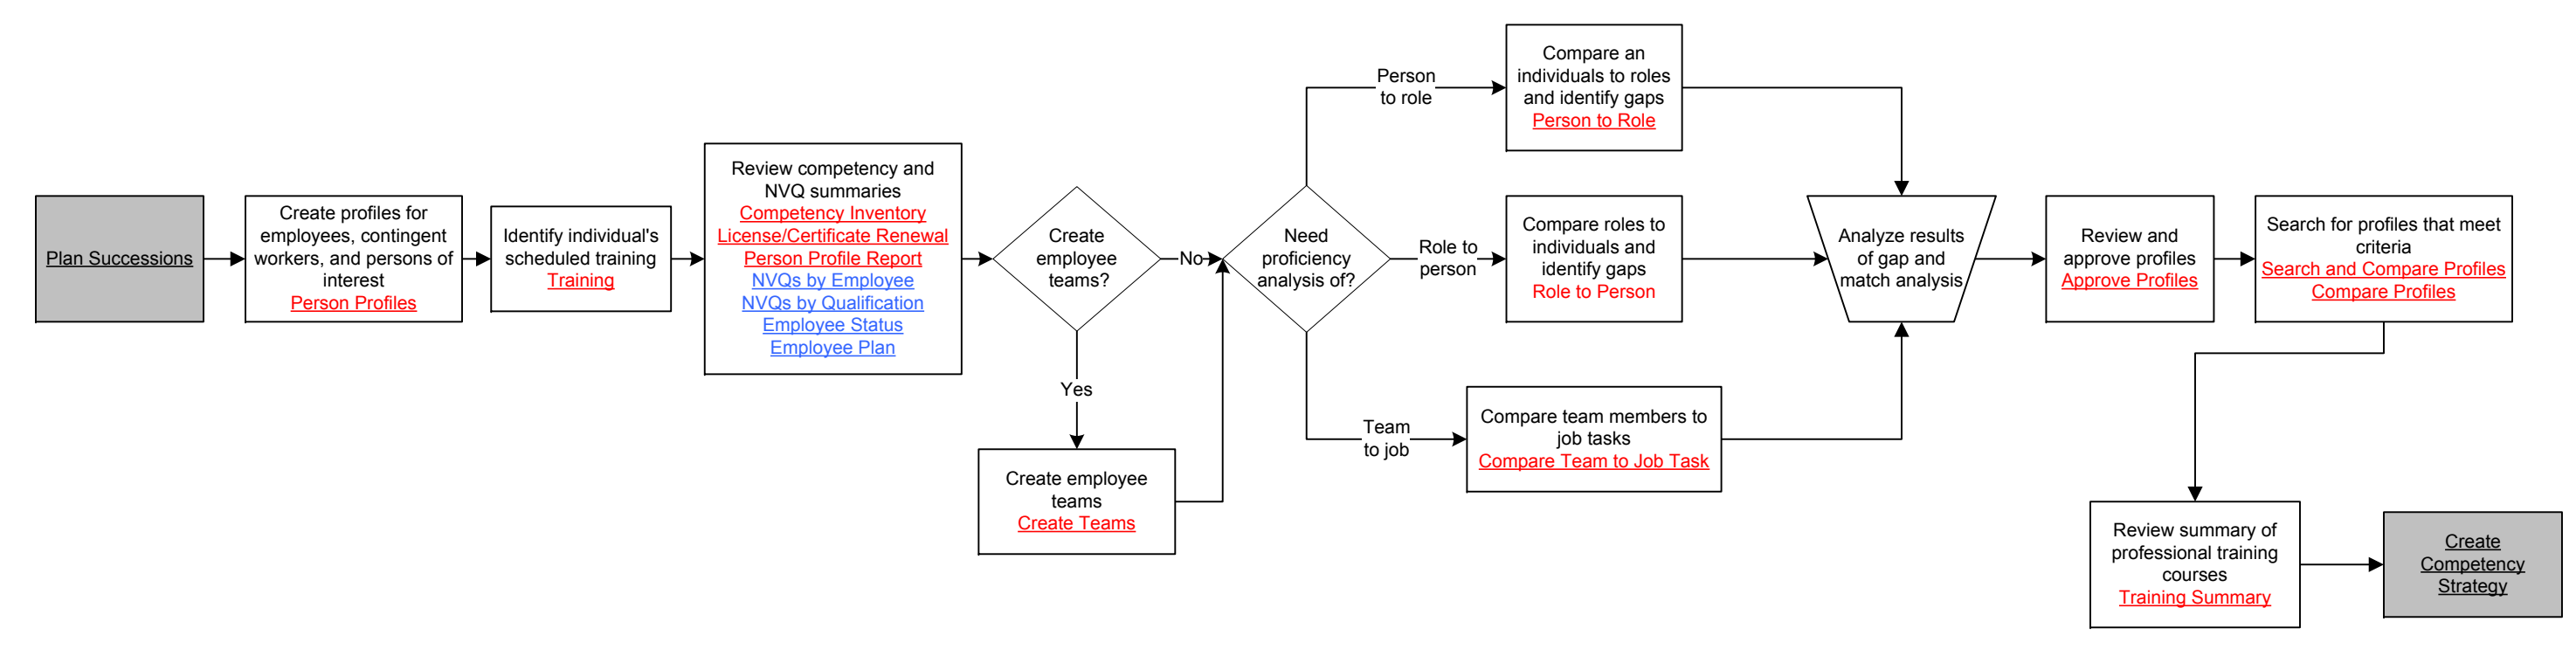 Plan Successions
Create profiles for
employees, contingent
workers, and persons of
interest
Person Profiles
Identify individual's
scheduled training
Training
Review competency and
NVQ summaries
Competency Inventory
License/Certificate Renewal
Person Profile Report
NVQs by Employee
NVQs by Qualification
Employee Status
Employee Plan
Create
employee
teams?
No
Yes
Create employee
teams
Create Teams
Need
proficiency
analysis of?
Person
to role
Compare an
individuals to roles
and identify gaps
Person to Role
Role to
person
Compare roles to
individuals and
identify gaps
Role to Person
Team
to job
Compare team members to
job tasks
Compare Team to Job Task
Analyze results
of gap and
match analysis
Review and
approve profiles
Approve Profiles
Search for profiles that meet
criteria
Search and Compare Profiles
Compare Profiles
Review summary of
professional training
courses
Training Summary
Create
Competency
Strategy